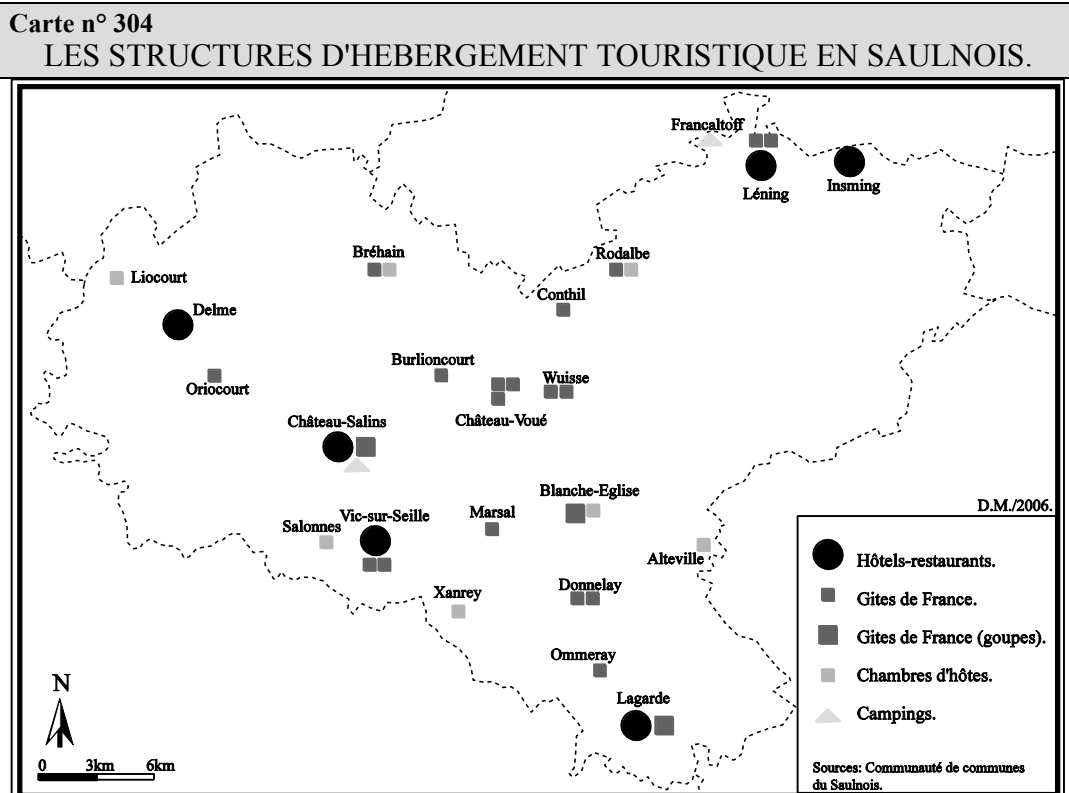 Carte n° 304
LES STRUCTURES D'HEBERGEMENT TOURISTIQUE EN SAULNOIS.
Francaltoff
Léning
Insming
Bréhain
Rodalbe
Liocourt
Conthil
Delme
Burlioncourt
Wuisse
Oriocourt
Château-Voué
Château-Salins
Blanche-Eglise
D.M./2006.
Vic-sur-Seille
Marsal
Salonnes
Alteville
Hôtels-restaurants.
Donnelay
Xanrey
Gites de France.
Gites de France (goupes).
Ommeray
Chambres d'hôtes.
Lagarde
Campings.
N
0 3km 6km
Sources: Communauté de communes
du Saulnois.